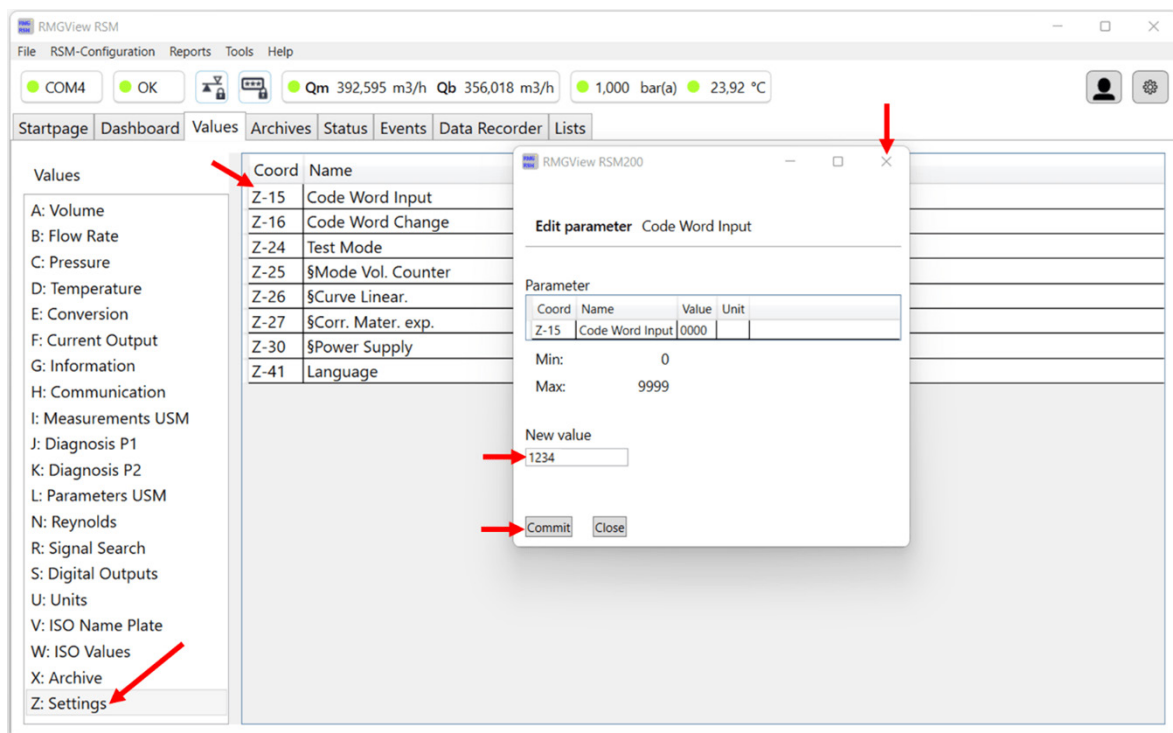 RMG RSM RMGView RSM
File RSM-Configuration Reports Tools Help
COM4 OK Qm 392,595 m3/h Qb 356,018 m3/h 1,000 bar(a) 23,92 °C
Startpage Dashboard Values Archives Status Events Data Recorder Lists
Values
A: Volume
B: Flow Rate
C: Pressure
D: Temperature
E: Conversion
F: Current Output
G: Information
H: Communication
I: Measurements USM
J: Diagnosis P1
K: Diagnosis P2
L: Parameters USM
N: Reynolds
R: Signal Search
S: Digital Outputs
U: Units
V: ISO Name Plate
W: ISO Values
X: Archive
Z: Settings
Coord Name
Z-15 Code Word Input
Z-16 Code Word Change
Z-24 Test Mode
Z-25 §Mode Vol. Counter
Z-26 §Curve Linear.
Z-27 §Corr. Mater. exp.
Z-30 §Power Supply
Z-41 Language
RMG RSM RMGView RSM200
Edit parameter Code Word Input
Parameter
Coord Name Value Unit
Z-15 Code Word Input 0000
Min: 0
Max: 9999
New value
1234
Commit Close